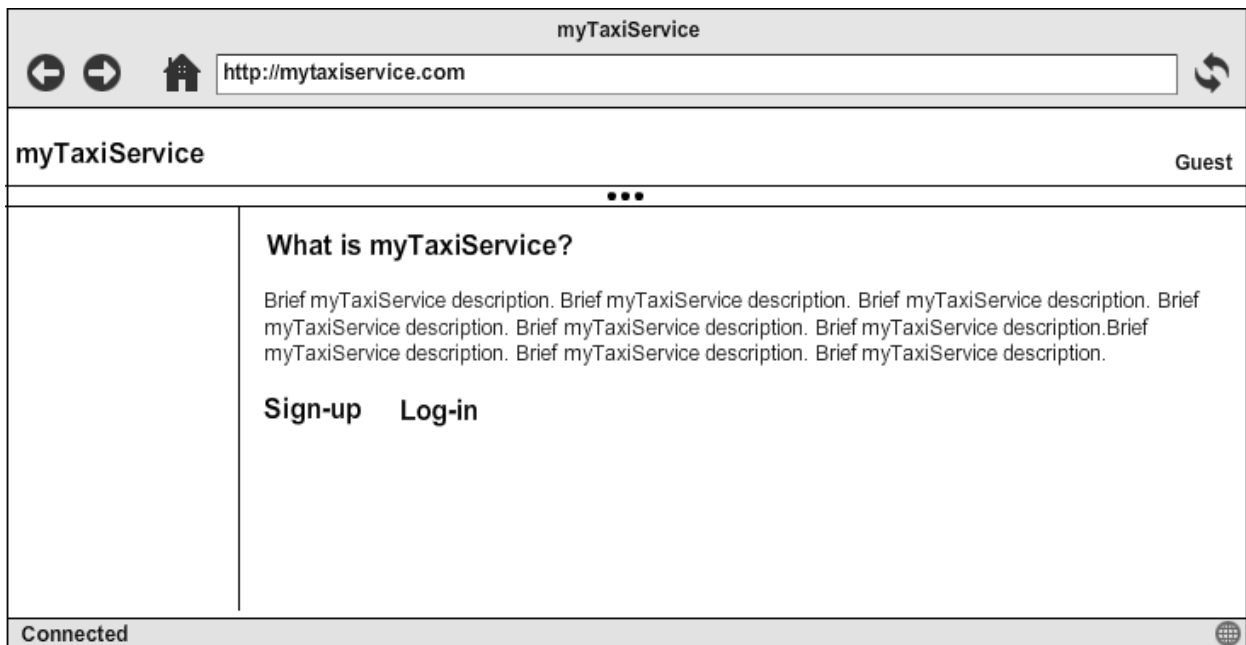 myTaxiService
http://mytaxiservice.com
myTaxiService
Guest
What is myTaxiService?
Brief myTaxiService description. Brief myTaxiService description. Brief myTaxiService description. Brief
myTaxiService description. Brief myTaxiService description. Brief myTaxiService description.Brief
myTaxiService description. Brief myTaxiService description. Brief myTaxiService description.
Sign-up Log-in
Connected